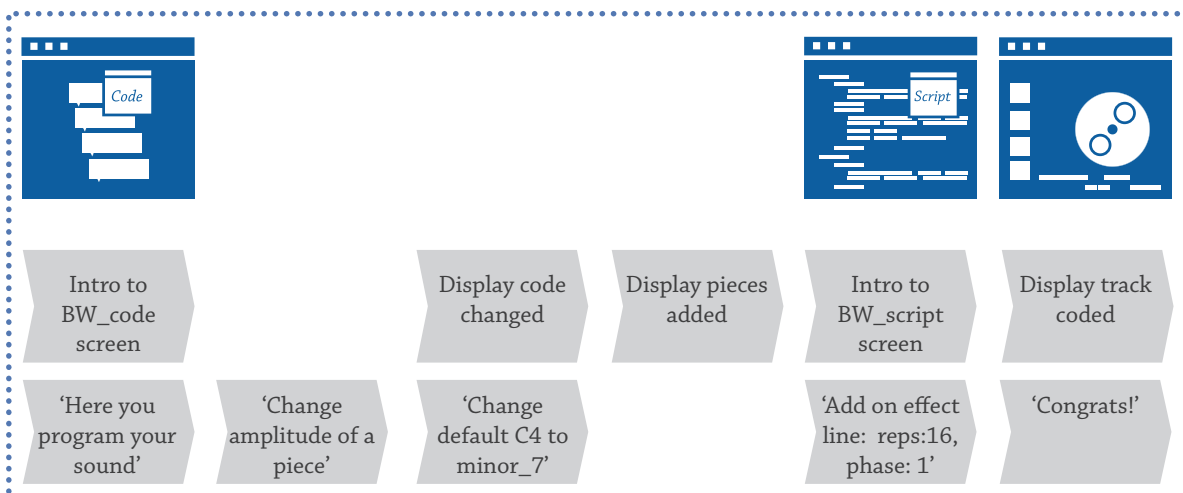 Code
Script
Intro to
BW_code
screen
Display code
changed
Display pieces
added
Intro to
BW_script
screen
Display track
coded
‘Here you
program your
sound’
‘Change
amplitude of a
piece’
‘Change
default C4 to
minor_7’
‘Add on effect
line:  reps:16,
phase: 1’
‘Congrats!’